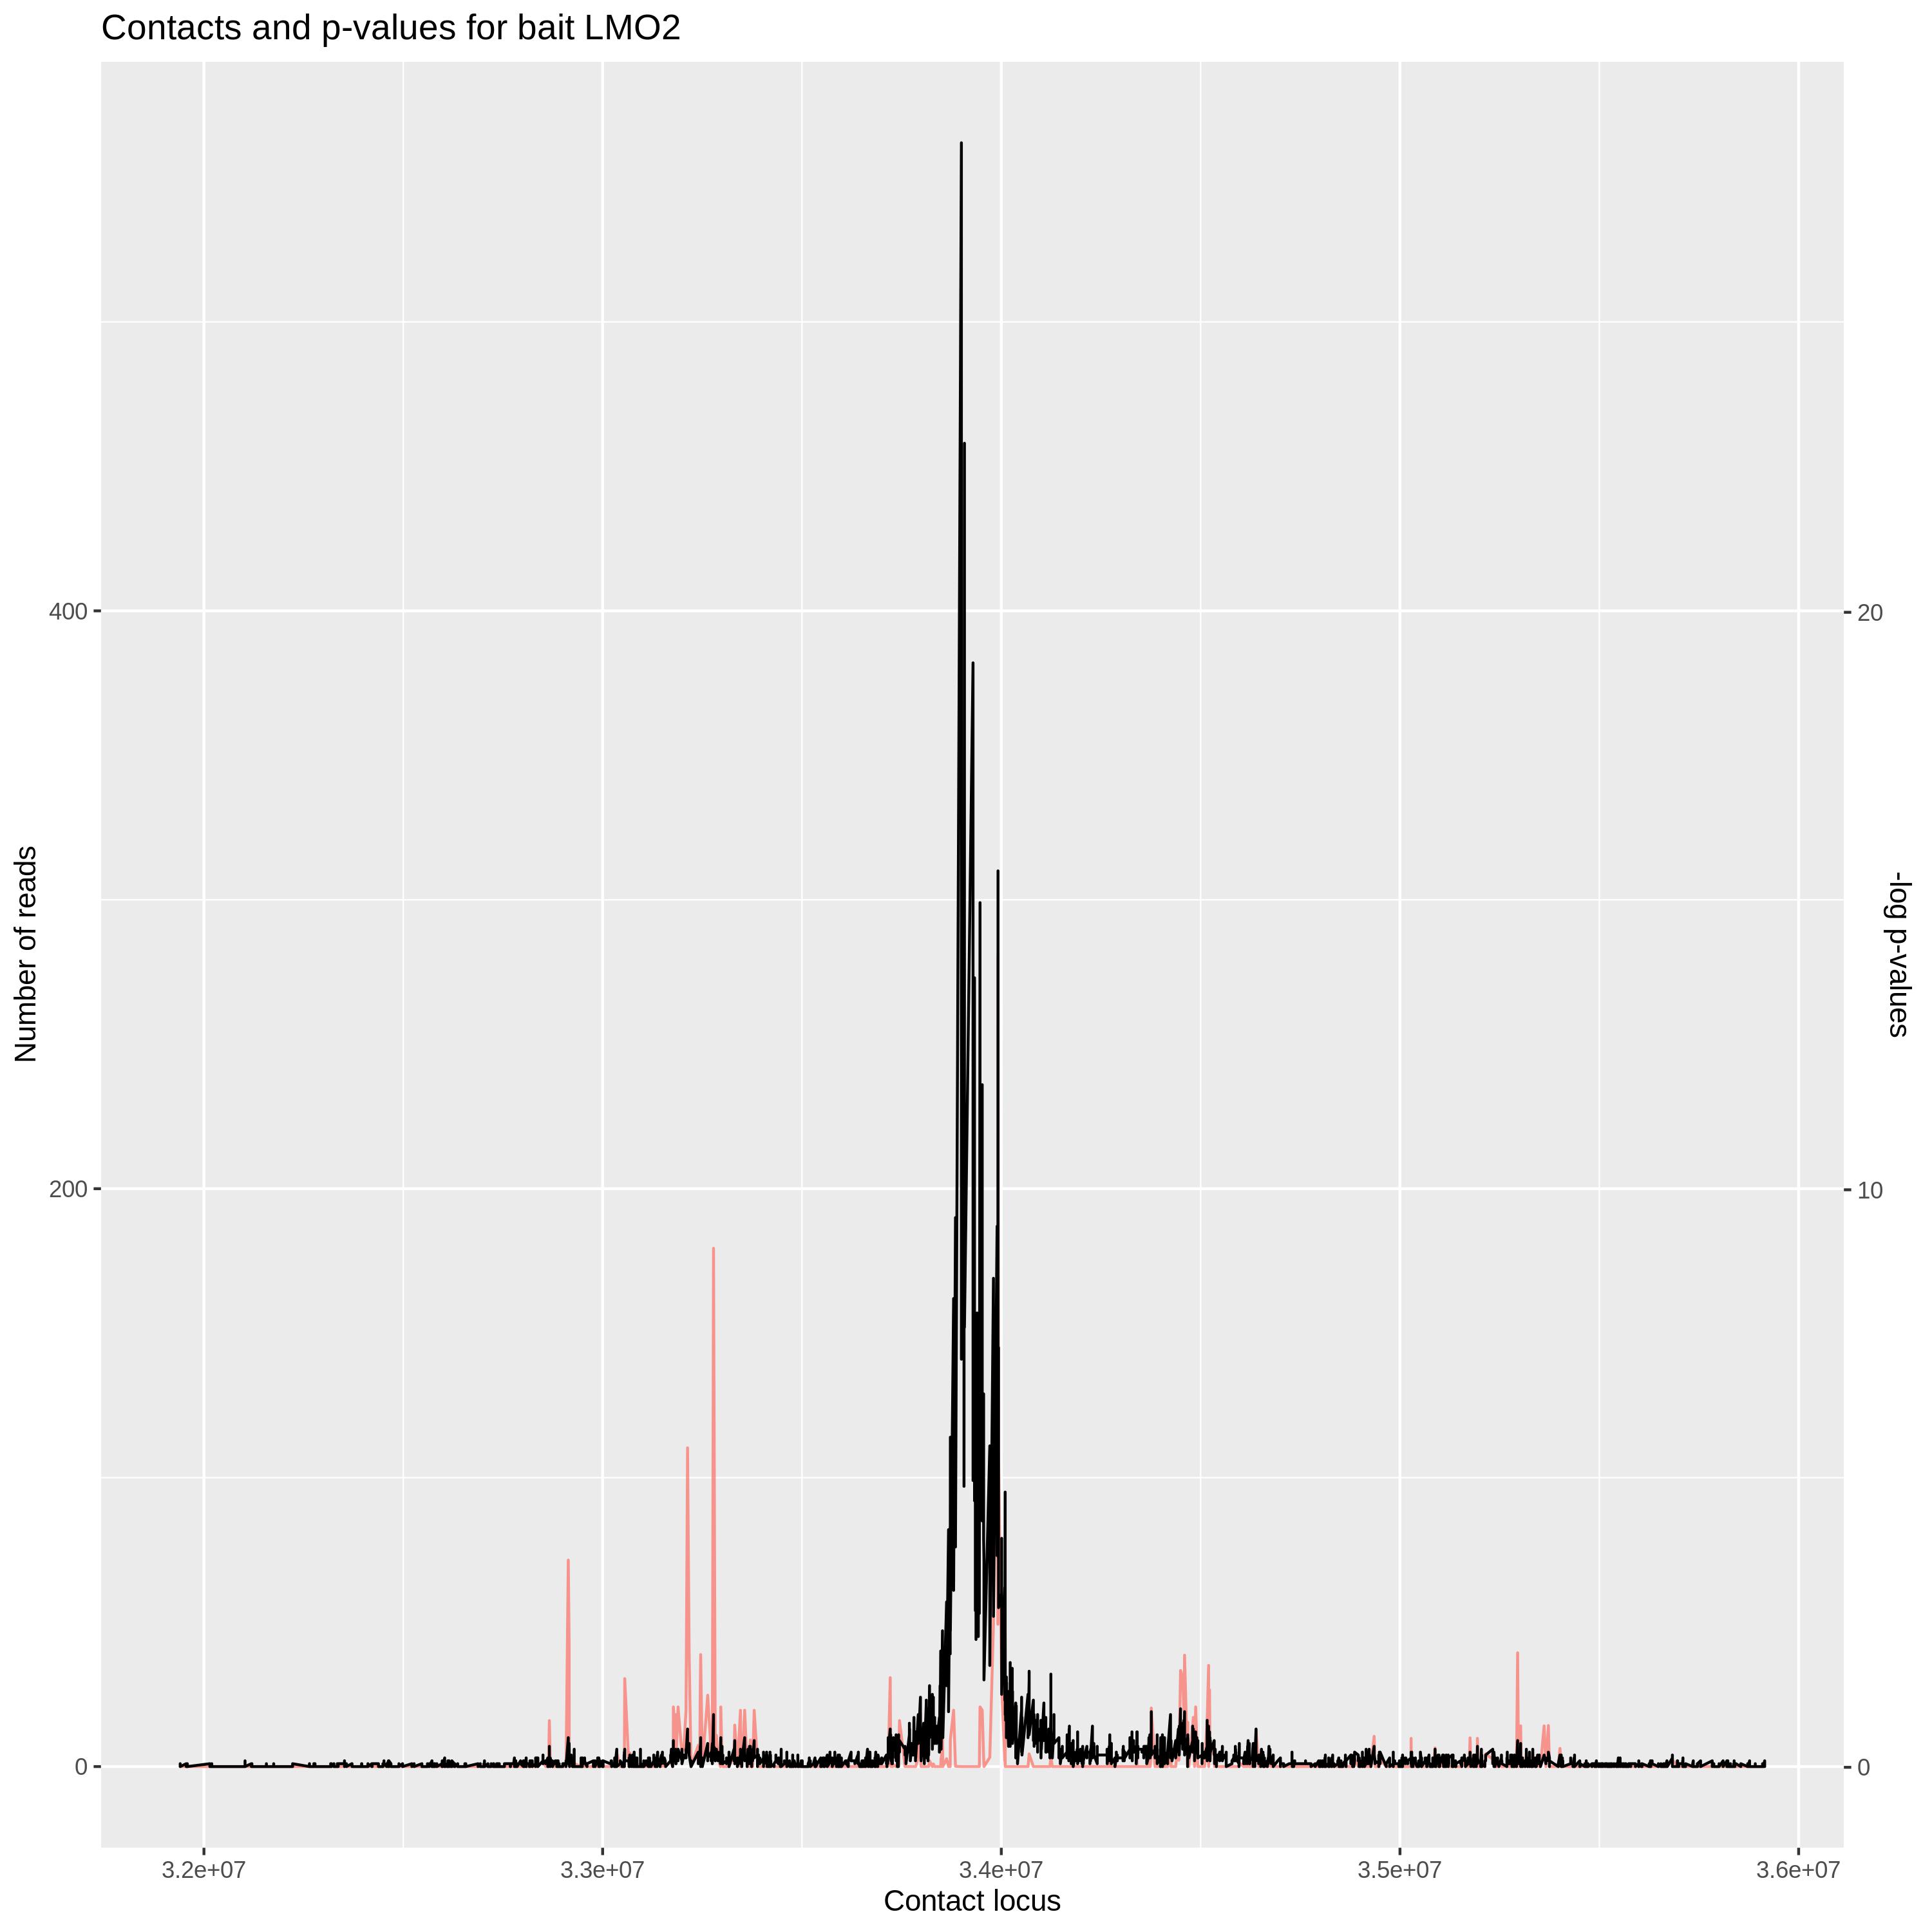 Contacts and p-values for bait LMO2
Number of reads
400
200
0
20
10
0
-log p-values
3.2e+07
3.3e+07
3.4e+07
3.5e+07
3.6e+07
Contact locus